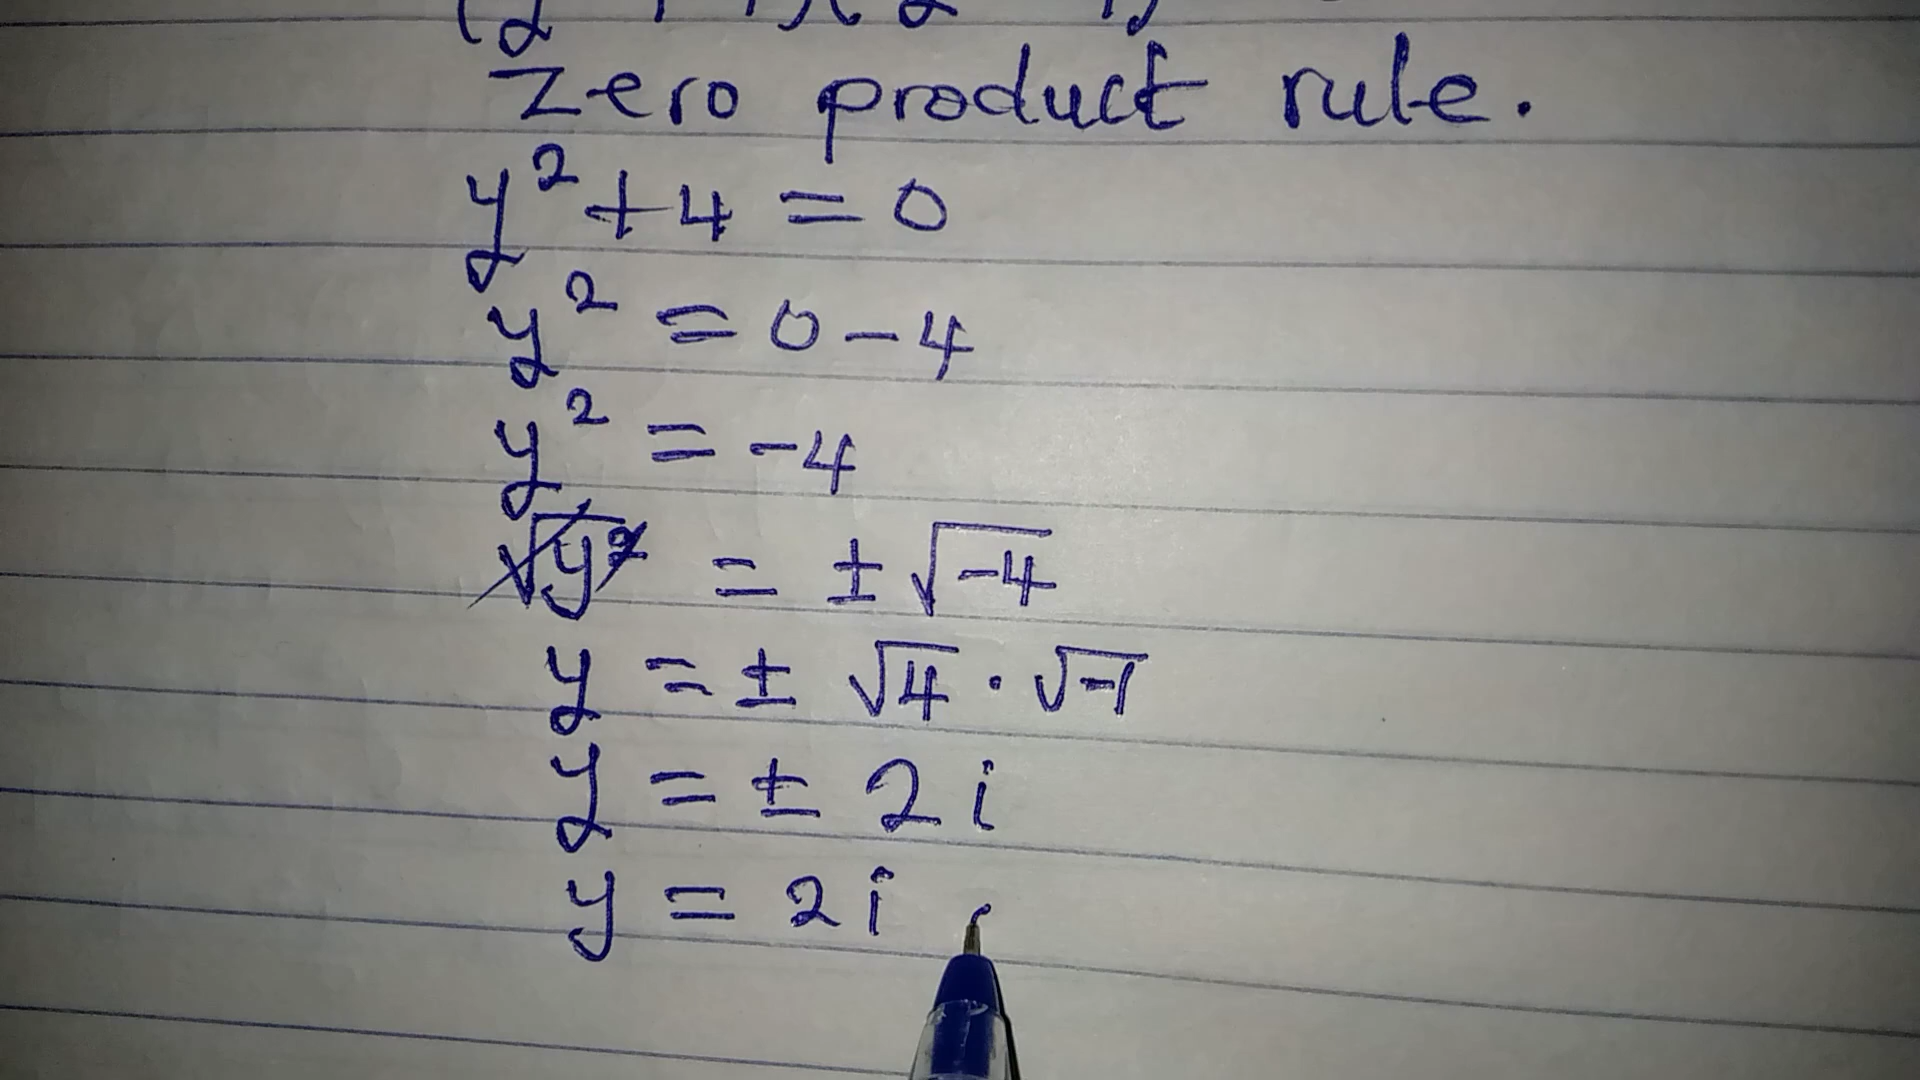 Zero product rule.
y² + 4 = 0
y² = 0 - 4
y² = -4
√y² = ± √-4
y = ± √4 · √-1
y = ± 2i
y = 2i